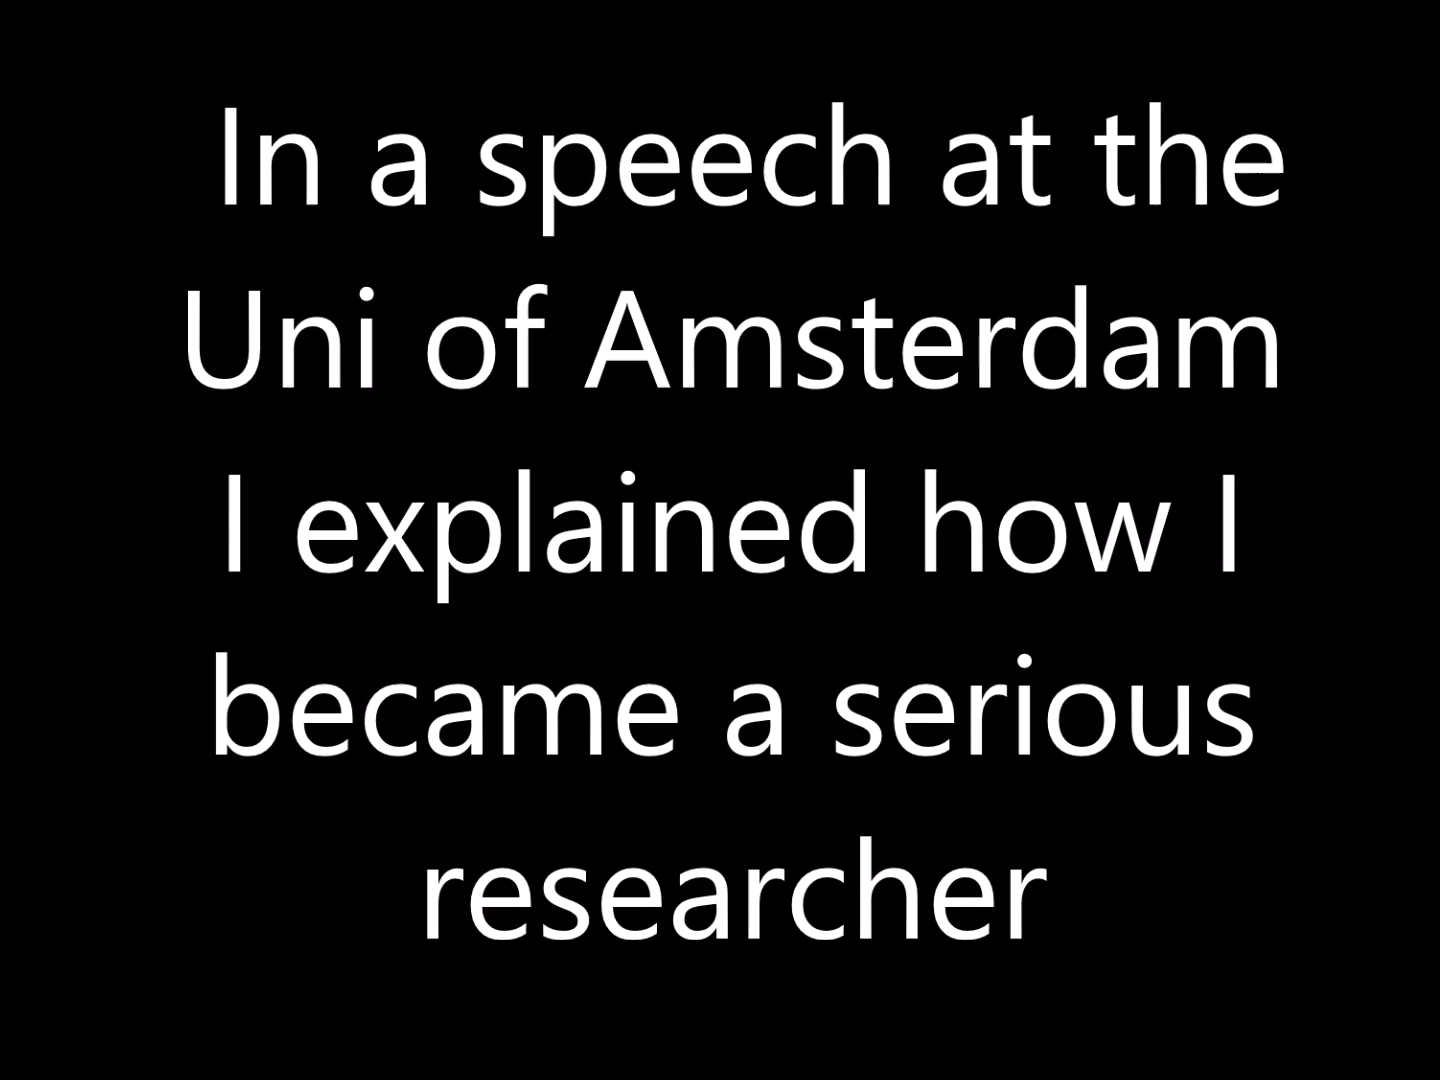 In a speech at the
Uni of Amsterdam
I explained how I
became a serious
researcher